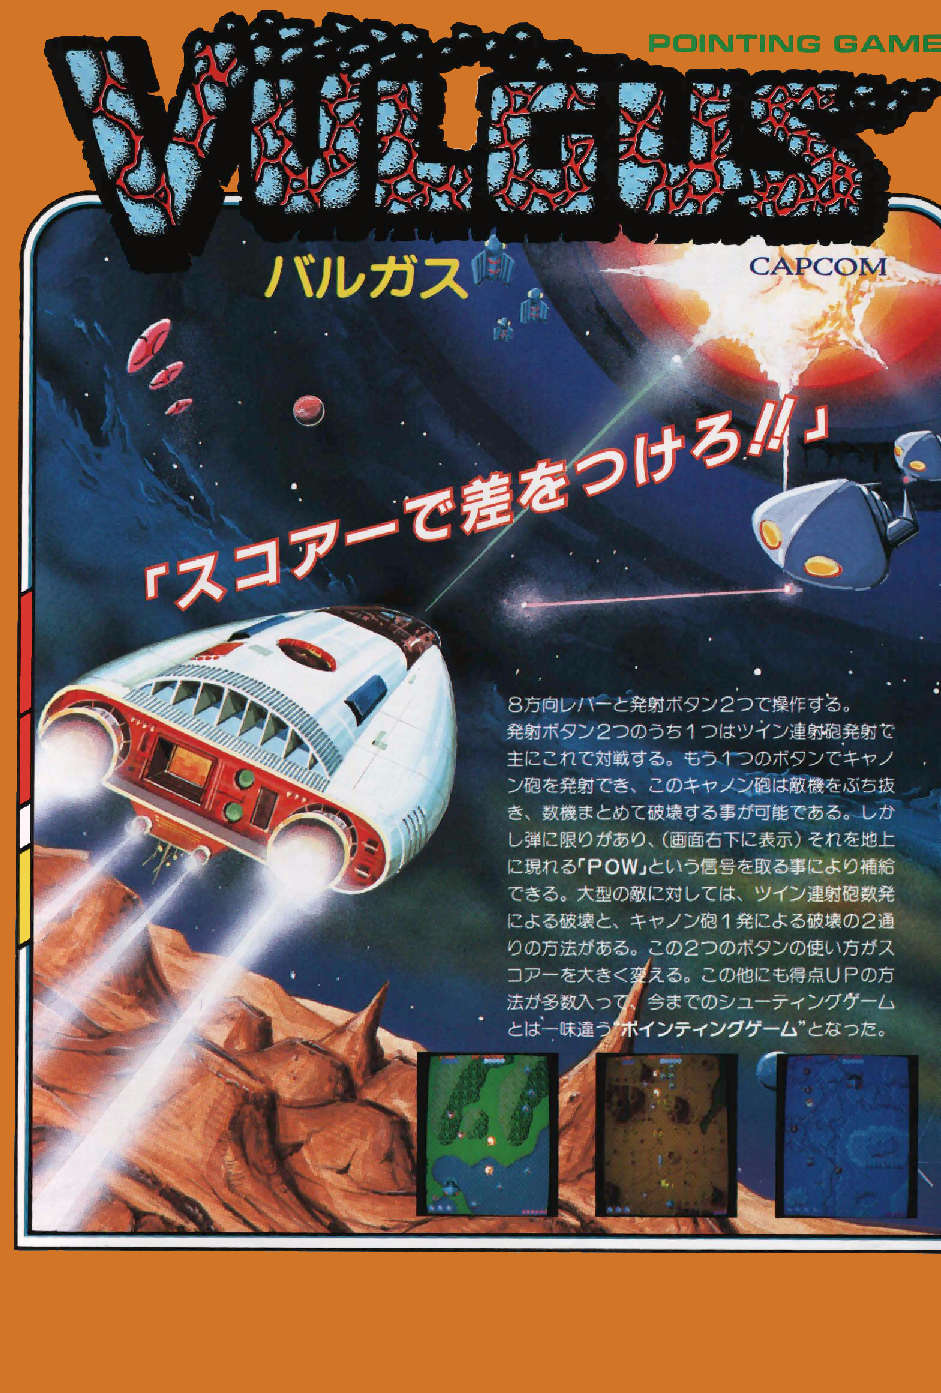 POINTING GAME
VULGUS
バルガス
CAPCOM
「スコアーで差をつけろ!!」
8方向レバーと発射ボタン2つで操作する。
発射ボタン2つのうち1つはツイン連射砲発射で
主にこれで対戦する。もう1つのボタンでキャノ
ン砲を発射でき、このキャノン砲は敵機をぶち抜
き、数機まとめて破壊する事が可能である。しか
し弾に限りがあり、(画面右下に表示)それを地上
に現れる「POW」という信号を取る事により補給
できる。大型の敵に対しては、ツイン連射砲数発
による破壊と、キャノン砲1発による破壊の2通
りの方法がある。この2つのボタンの使い方がス
コアーを大きく変える。この他にも得点UPの方
法が多数入って、今までのシューティングゲーム
とは一味違う"ポインティングゲーム"となった。